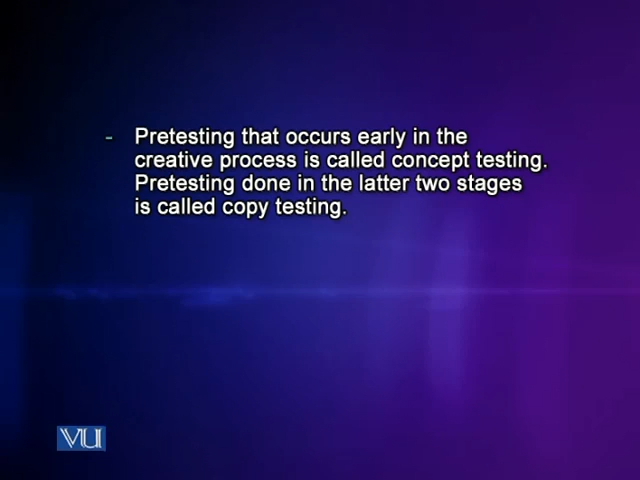 - Pretesting that occurs early in the
creative process is called concept testing.
Pretesting done in the latter two stages
is called copy testing.
VU